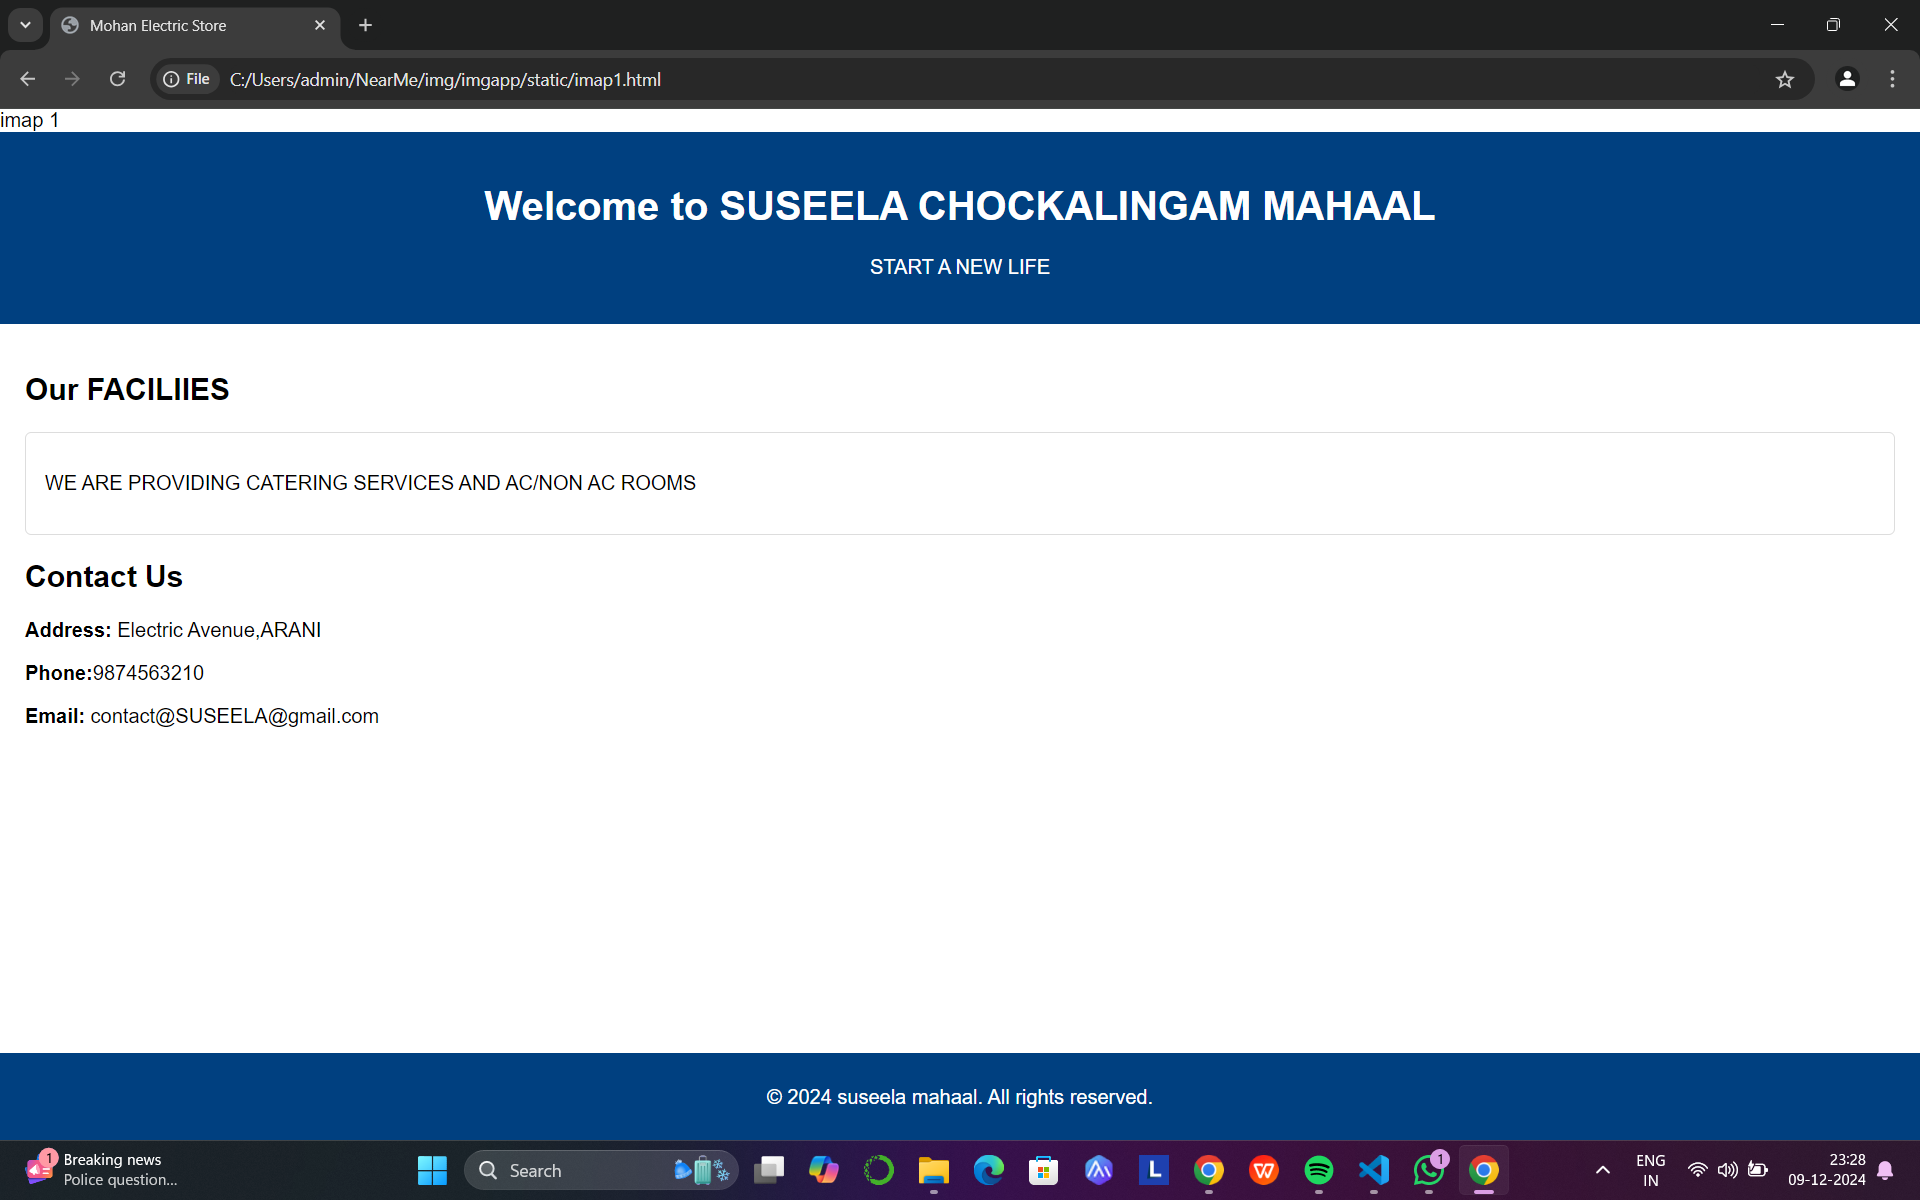 Mohan Electric Store
File
C:/Users/admin/NearMe/img/imgapp/static/imap1.html
imap 1
Welcome to SUSEELA CHOCKALINGAM MAHAAL
START A NEW LIFE
Our FACILIIES
WE ARE PROVIDING CATERING SERVICES AND AC/NON AC ROOMS
Contact Us
Address: Electric Avenue,ARANI
Phone:9874563210
Email: contact@SUSEELA@gmail.com
© 2024 suseela mahaal. All rights reserved.
1
Breaking news
Police question...
Search
L
W
1
ENG
IN
23:28
09-12-2024